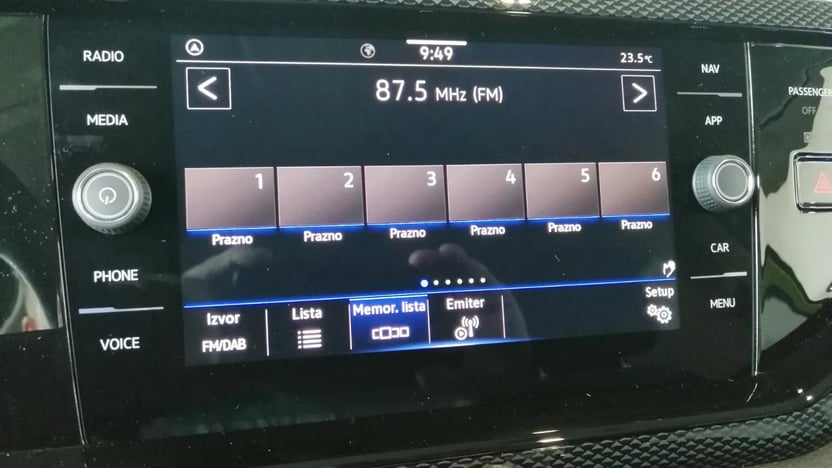 RADIO
MEDIA
PHONE
VOICE
9:49
23.5°C
<
87.5 MHz (FM)
>
1
2
3
4
5
6
Prazno
Prazno
Prazno
Prazno
Prazno
Prazno
Izvor
FM/DAB
Lista
Memor. lista
Emiter
Setup
NAV
APP
CAR
MENU
PASSENGER
OFF